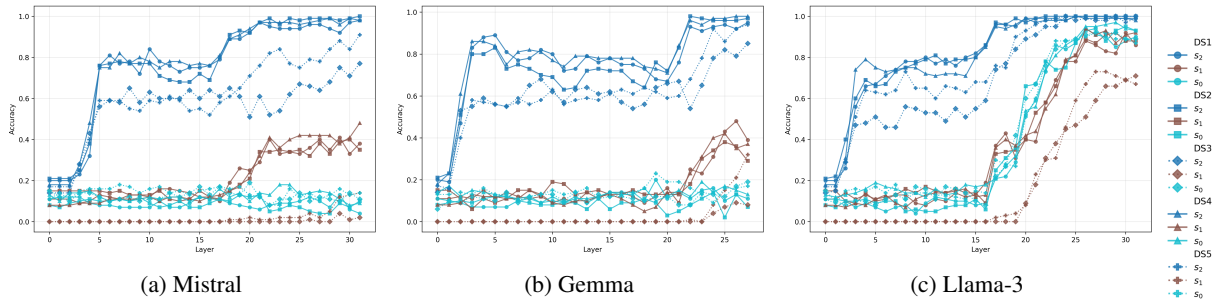 1.0
0.8
0.6
0.4
0.2
0.0
Accuracy
0 5 10 15 20 25 30
Layer
(a) Mistral
1.0
0.8
0.6
0.4
0.2
0.0
Accuracy
0 5 10 15 20 25
Layer
(b) Gemma
1.0
0.8
0.6
0.4
0.2
0.0
Accuracy
0 5 10 15 20 25 30
Layer
(c) Llama-3
DS1
s2
s1
s0
DS2
s2
s1
s0
DS3
s2
s1
s0
DS4
s2
s1
s0
DS5
s2
s1
s0